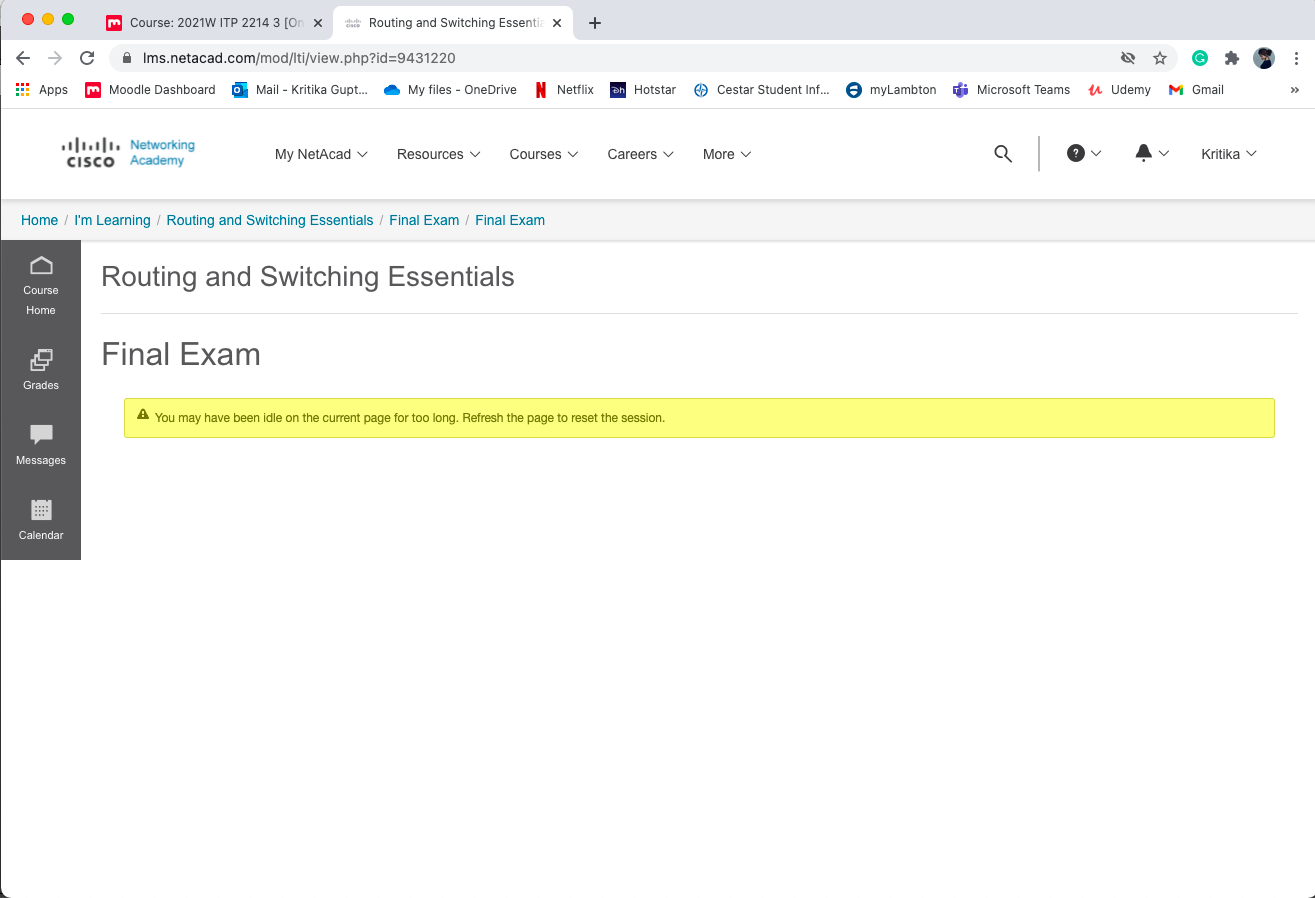 Course: 2021W ITP 2214 3 [On
Routing and Switching Essentia
lms.netacad.com/mod/lti/view.php?id=9431220
Apps Moodle Dashboard Mail - Kritika Gupt... My files - OneDrive Netflix Hotstar Cestar Student Inf... myLambton Microsoft Teams Udemy Gmail »
cisco Networking Academy
My NetAcad Resources Courses Careers More Kritika
Home / I'm Learning / Routing and Switching Essentials / Final Exam / Final Exam
Course
Home
Grades
Messages
Calendar
Routing and Switching Essentials
Final Exam
You may have been idle on the current page for too long. Refresh the page to reset the session.